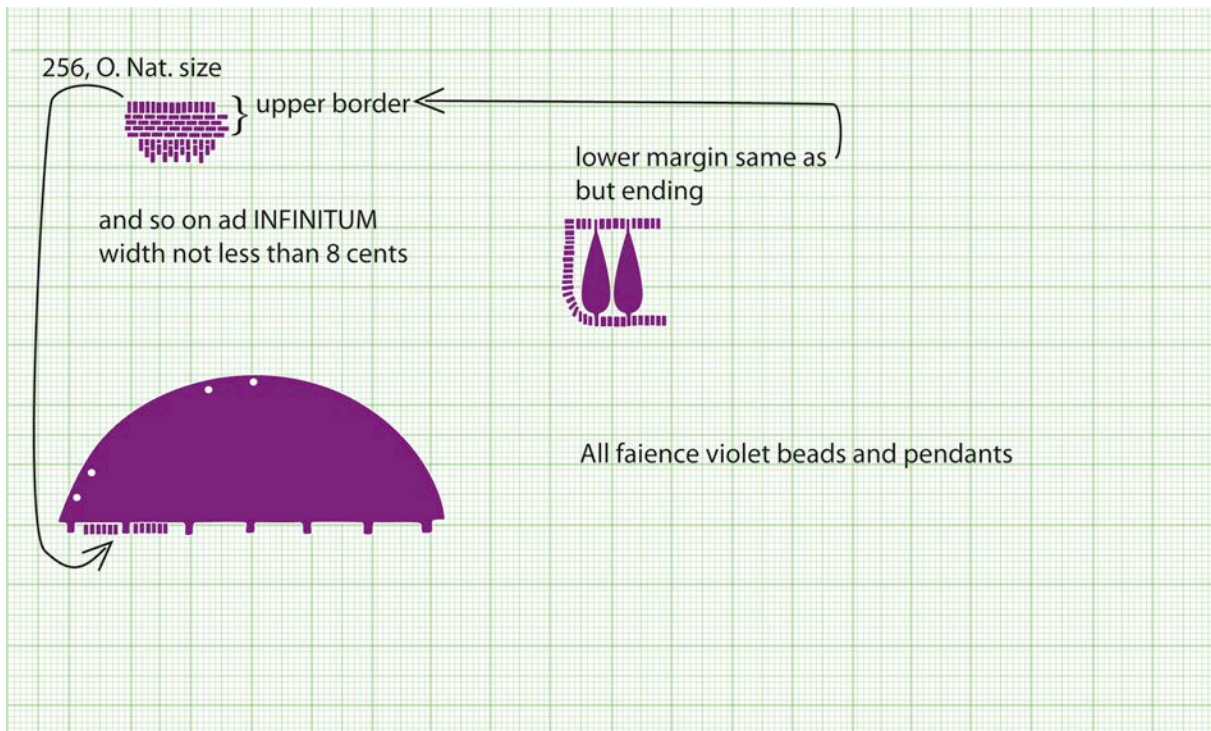 256, O. Nat. size
upper border
lower margin same as
but ending
and so on ad INFINITUM
width not less than 8 cents
All faience violet beads and pendants